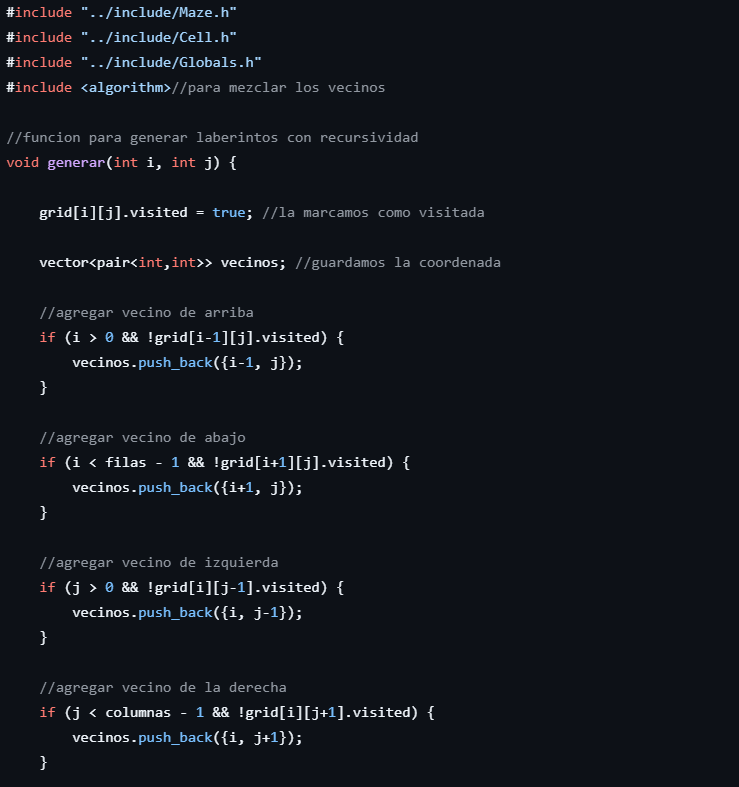 #include "../include/Maze.h"
#include "../include/Cell.h"
#include "../include/Globals.h"
#include <algorithm>//para mezclar los vecinos
//funcion para generar laberintos con recursividad
void generar(int i, int j) {
    grid[i][j].visited = true; //la marcamos como visitada
    vector<pair<int,int>> vecinos; //guardamos la coordenada
    //agregar vecino de arriba
    if (i > 0 && !grid[i-1][j].visited) {
        vecinos.push_back({i-1, j});
    }
    //agregar vecino de abajo
    if (i < filas - 1 && !grid[i+1][j].visited) {
        vecinos.push_back({i+1, j});
    }
    //agregar vecino de izquierda
    if (j > 0 && !grid[i][j-1].visited) {
        vecinos.push_back({i, j-1});
    }
    //agregar vecino de la derecha
    if (j < columnas - 1 && !grid[i][j+1].visited) {
        vecinos.push_back({i, j+1});
    }